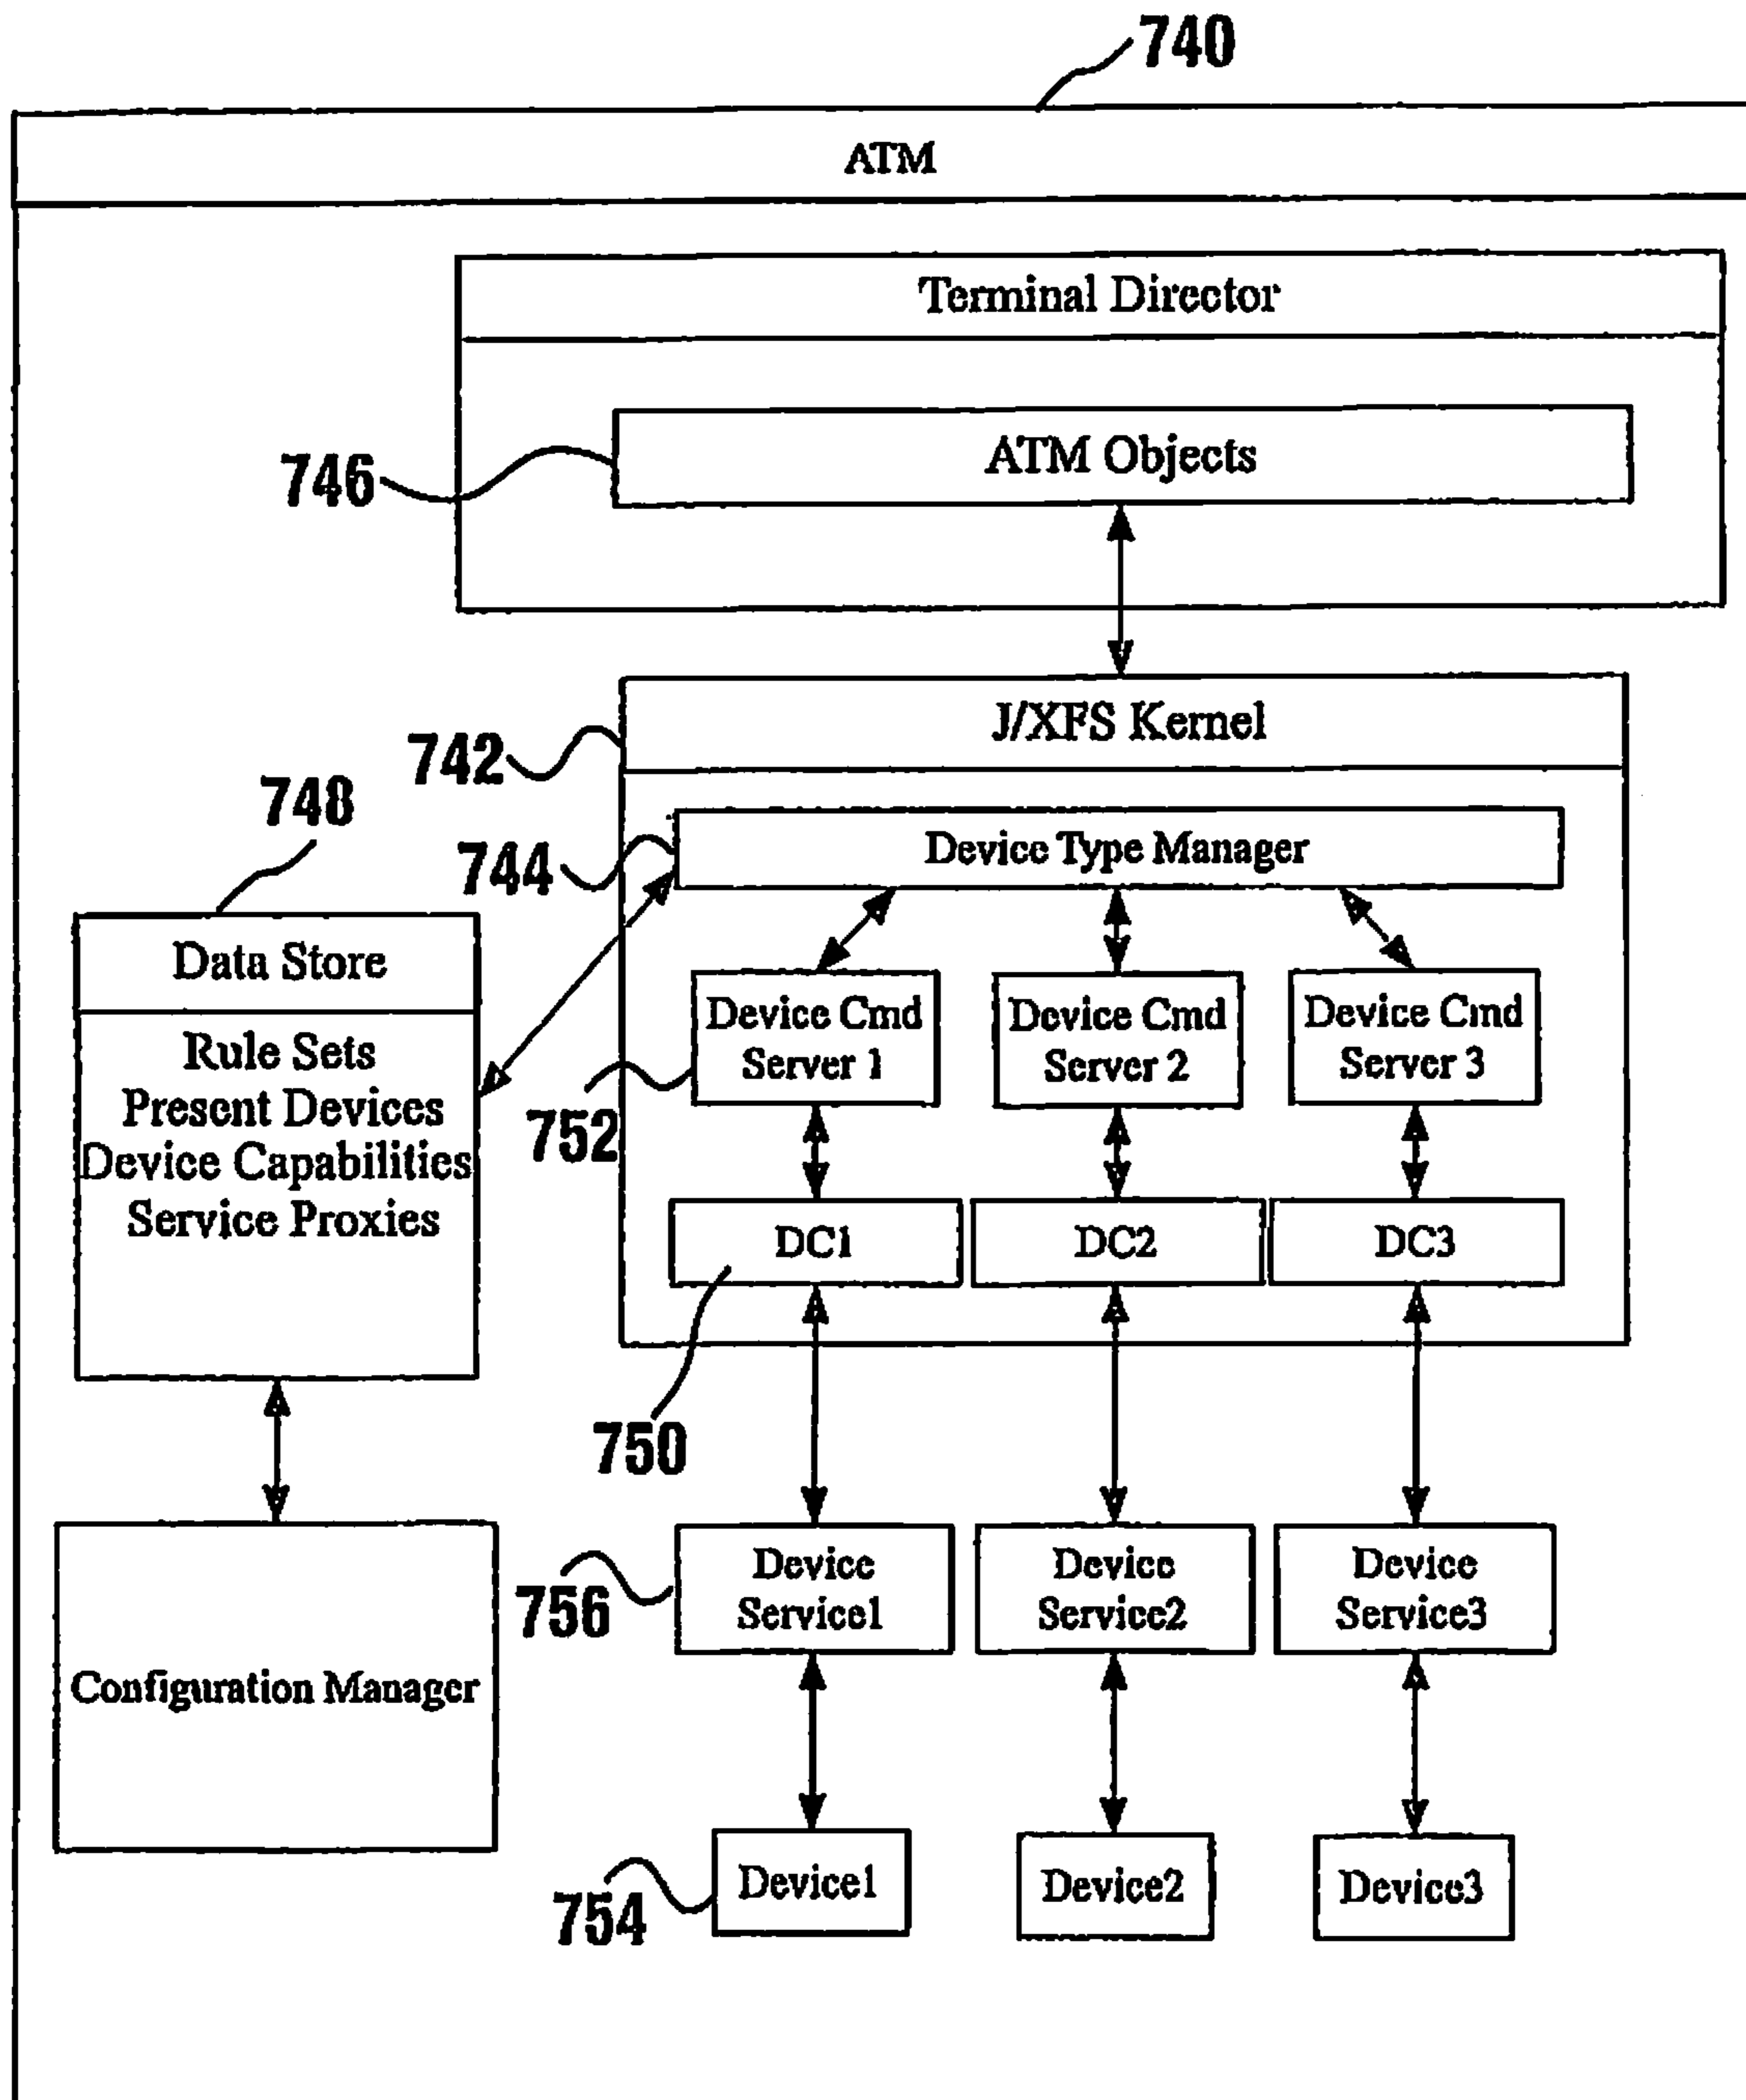 740
ATM
Terminal Director
746
ATM Objects
742
J/XFS Kernel
748
744
Device Type Manager
Data Store
Rule Sets
Present Devices
Device Capabilities
Service Proxies
Device Cmd
Server 1
Device Cmd
Server 2
Device Cmd
Server 3
752
DC1
DC2
DC3
750
Configuration Manager
756
Device
Service1
Device
Service2
Device
Service3
754
Device1
Device2
Device3